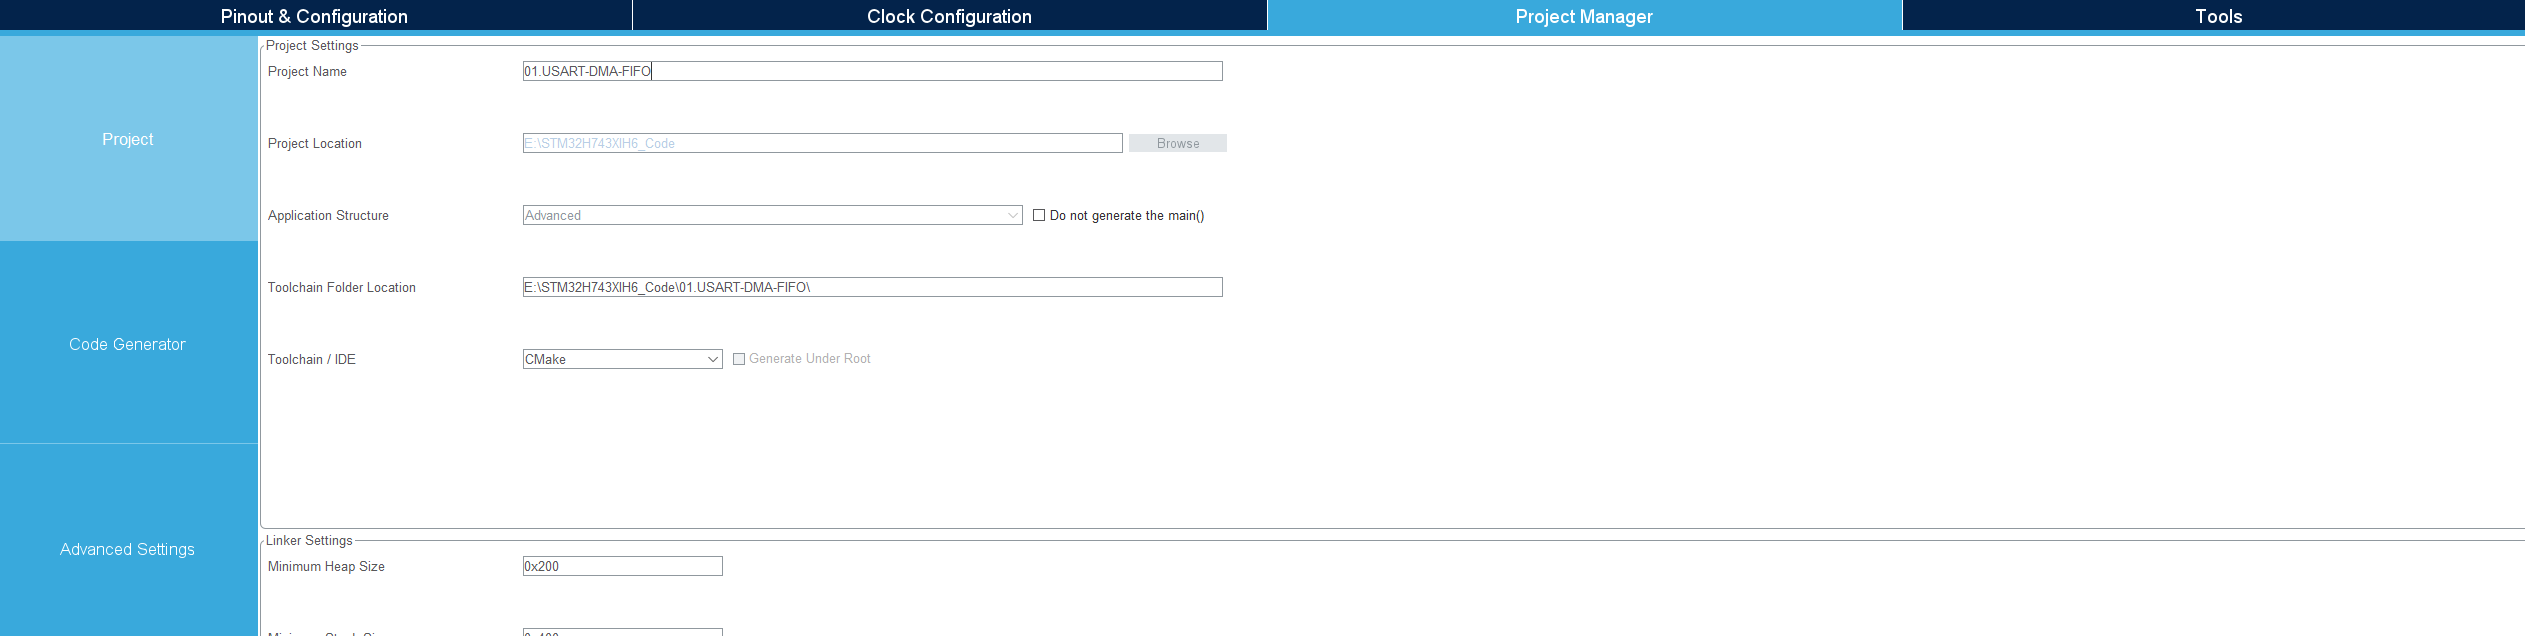 Pinout & Configuration
Clock Configuration
Project Manager
Tools
Project
Code Generator
Advanced Settings
Project Settings
Project Name
01.USART-DMA-FIFO
Project Location
E:\STM32H743XIH6_Code
Browse
Application Structure
Advanced
Do not generate the main()
Toolchain Folder Location
E:\STM32H743XIH6_Code\01.USART-DMA-FIFO\
Toolchain / IDE
CMake
Generate Under Root
Linker Settings
Minimum Heap Size
0x200